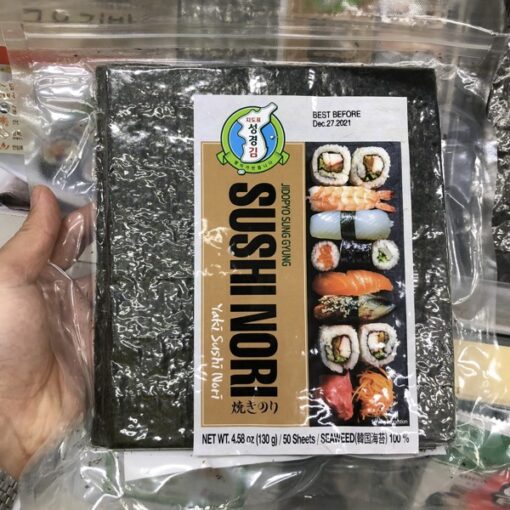 BEST BEFORE
Dec.27.2021
지도표
성경김
JIDOPYO SUNG GYUNG
SUSHI NORI
Yaki Sushi Nori
焼きのり
NET WT. 4.58 oz (130 g) / 50 Sheets / SEAWEED(韓国海苔) 100 %